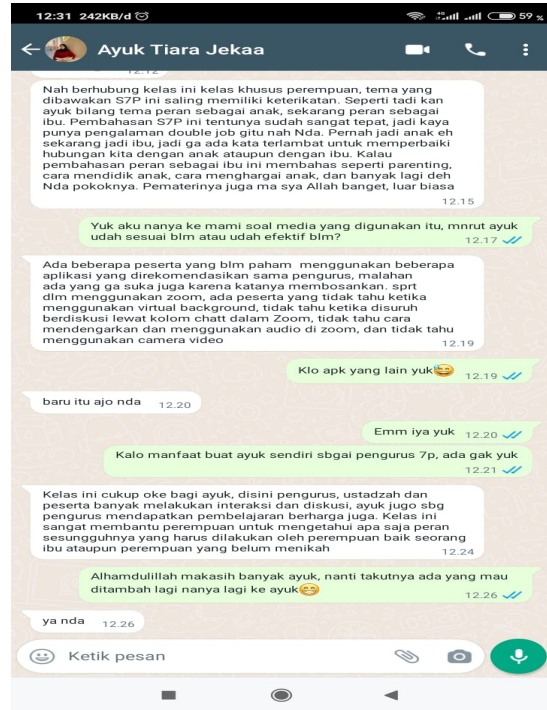 12:31 242KB/d
59 %
Ayuk Tiara Jekaa
12.12
Nah berhubung kelas ini kelas khusus perempuan, tema yang
dibawakan S7P ini saling memiliki keterikatan. Seperti tadi kan
ayuk bilang tema peran sebagai anak, sekarang peran sebagai
ibu. Pembahasan S7P ini tentunya sudah sangat tepat, jadi kaya
punya pengalaman double job gitu nah Nda. Pernah jadi anak eh
sekarang jadi ibu, jadi ga ada kata terlambat untuk memperbaiki
hubungan kita dengan anak ataupun dengan ibu. Kalau
pembahasan peran sebagai ibu ini membahas seperti parenting,
cara mendidik anak, cara menghargai anak, dan banyak lagi deh
Nda pokoknya. Pematerinya juga ma sya Allah banget, luar biasa
12.15
Yuk aku nanya ke mami soal media yang digunakan itu, mnrut ayuk
udah sesuai blm atau udah efektif blm?
12.17
Ada beberapa peserta yang blm paham menggunakan beberapa
aplikasi yang direkomendasikan sama pengurus, malahan
ada yang ga suka juga karena katanya membosankan. sprt
dlm menggunakan zoom, ada peserta yang tidak tahu ketika
menggunakan virtual background, tidak tahu ketika disuruh
berdiskusi lewat kolom chatt dalam Zoom, tidak tahu cara
mendengarkan dan menggunakan audio di zoom, dan tidak tahu
menggunakan camera video
12.19
Klo apk yang lain yuk😅 12.19
baru itu ajo nda 12.20
Emm iya yuk 12.20
Kalo manfaat buat ayuk sendiri sbgai pengurus 7p, ada gak yuk
12.21
Kelas ini cukup oke bagi ayuk, disini pengurus, ustadzah dan
peserta banyak melakukan interaksi dan diskusi, ayuk jugo sbg
pengurus mendapatkan pembelajaran berharga juga. Kelas ini
sangat membantu perempuan untuk mengetahui apa saja peran
sesungguhnya yang harus dilakukan oleh perempuan baik seorang
ibu ataupun perempuan yang belum menikah
12.24
Alhamdulillah makasih banyak ayuk, nanti takutnya ada yang mau
ditambah lagi nanya lagi ke ayuk😁
12.26
ya nda 12.26
Ketik pesan